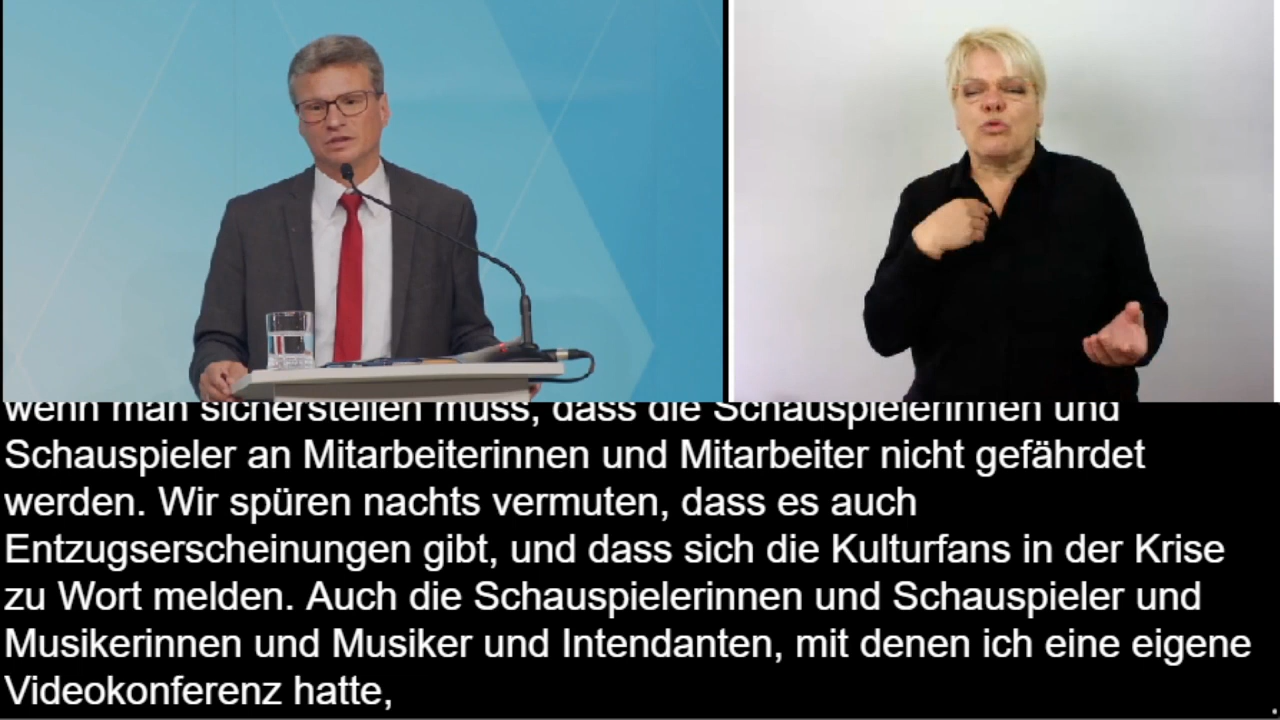 wenn man sicherstellen muss, dass die Schauspielerinnen und
Schauspieler an Mitarbeiterinnen und Mitarbeiter nicht gefährdet
werden. Wir spüren nachts vermuten, dass es auch
Entzugserscheinungen gibt, und dass sich die Kulturfans in der Krise
zu Wort melden. Auch die Schauspielerinnen und Schauspieler und
Musikerinnen und Musiker und Intendanten, mit denen ich eine eigene
Videokonferenz hatte,